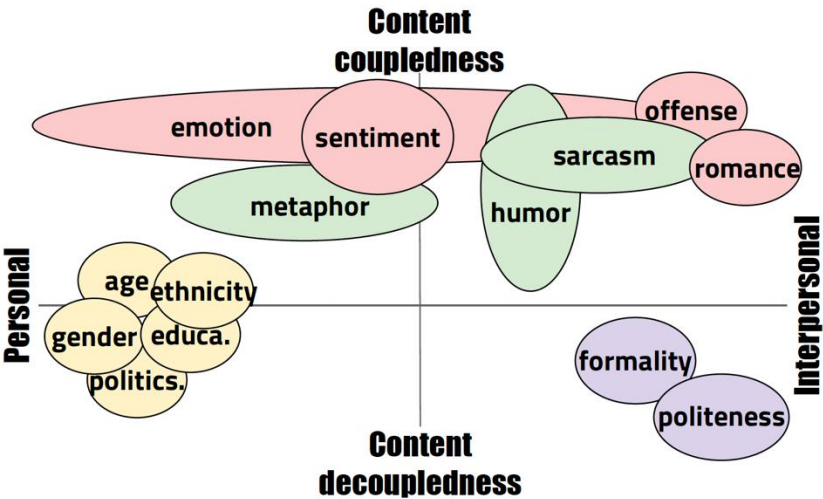 Content
coupledness
emotion
sentiment
offense
sarcasm
romance
metaphor
humor
Personal
age
ethnicity
gender
educa.
politics.
Interpersonal
formality
politeness
Content
decoupledness